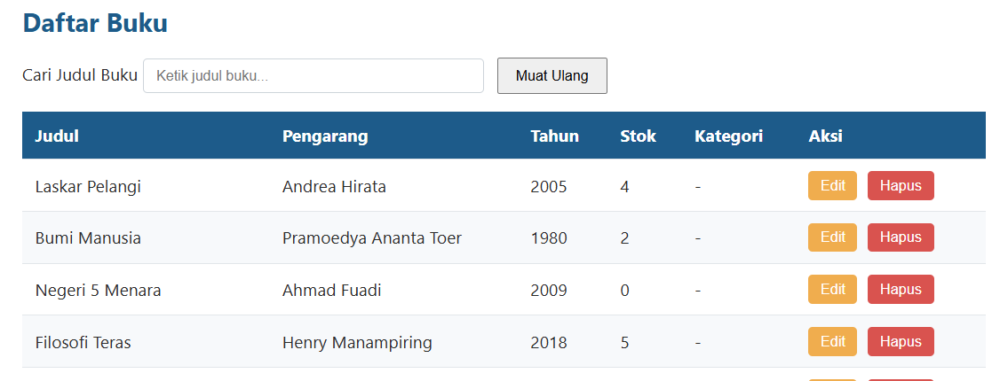 Daftar Buku
Cari Judul Buku Ketik judul buku... Muat Ulang
Judul Pengarang Tahun Stok Kategori Aksi
Laskar Pelangi Andrea Hirata 2005 4 - Edit Hapus
Bumi Manusia Pramoedya Ananta Toer 1980 2 - Edit Hapus
Negeri 5 Menara Ahmad Fuadi 2009 0 - Edit Hapus
Filosofi Teras Henry Manampiring 2018 5 - Edit Hapus